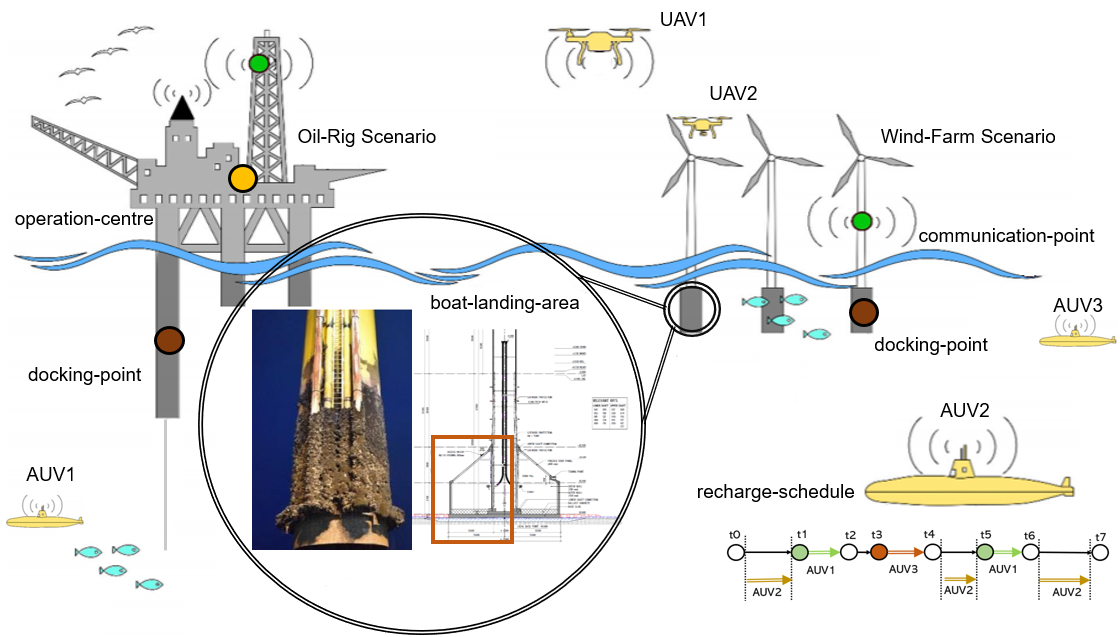 UAV1
UAV2
Oil-Rig Scenario
Wind-Farm Scenario
operation-centre
communication-point
boat-landing-area
AUV3
docking-point
docking-point
AUV2
AUV1
recharge-schedule
t0 t1 t2 t3 t4 t5 t6 t7
AUV1 AUV3 AUV1
AUV2 AUV2 AUV2